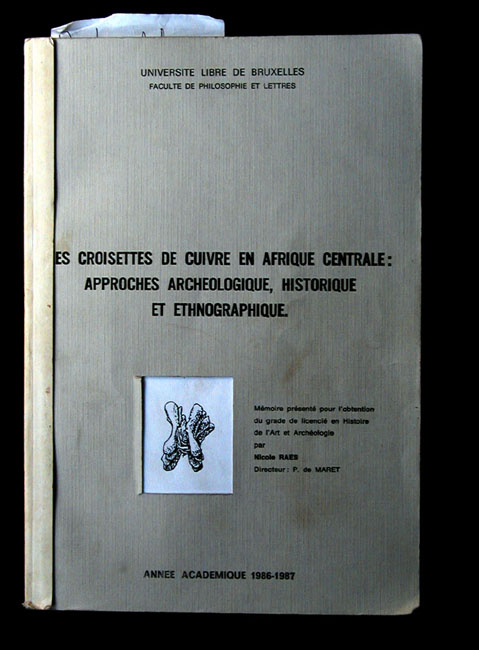 UNIVERSITE LIBRE DE BRUXELLES
FACULTE DE PHILOSOPHIE ET LETTRES
ES CROISETTES DE CUIVRE EN AFRIQUE CENTRALE:
APPROCHES ARCHEOLOGIQUE, HISTORIQUE
ET ETHNOGRAPHIQUE.
Mémoire présenté pour l'obtention
du grade de licencié en Histoire
de l'Art et Archéologie
par
Nicole RAES
Directeur: P. de MARET
ANNEE ACADEMIQUE 1986-1987